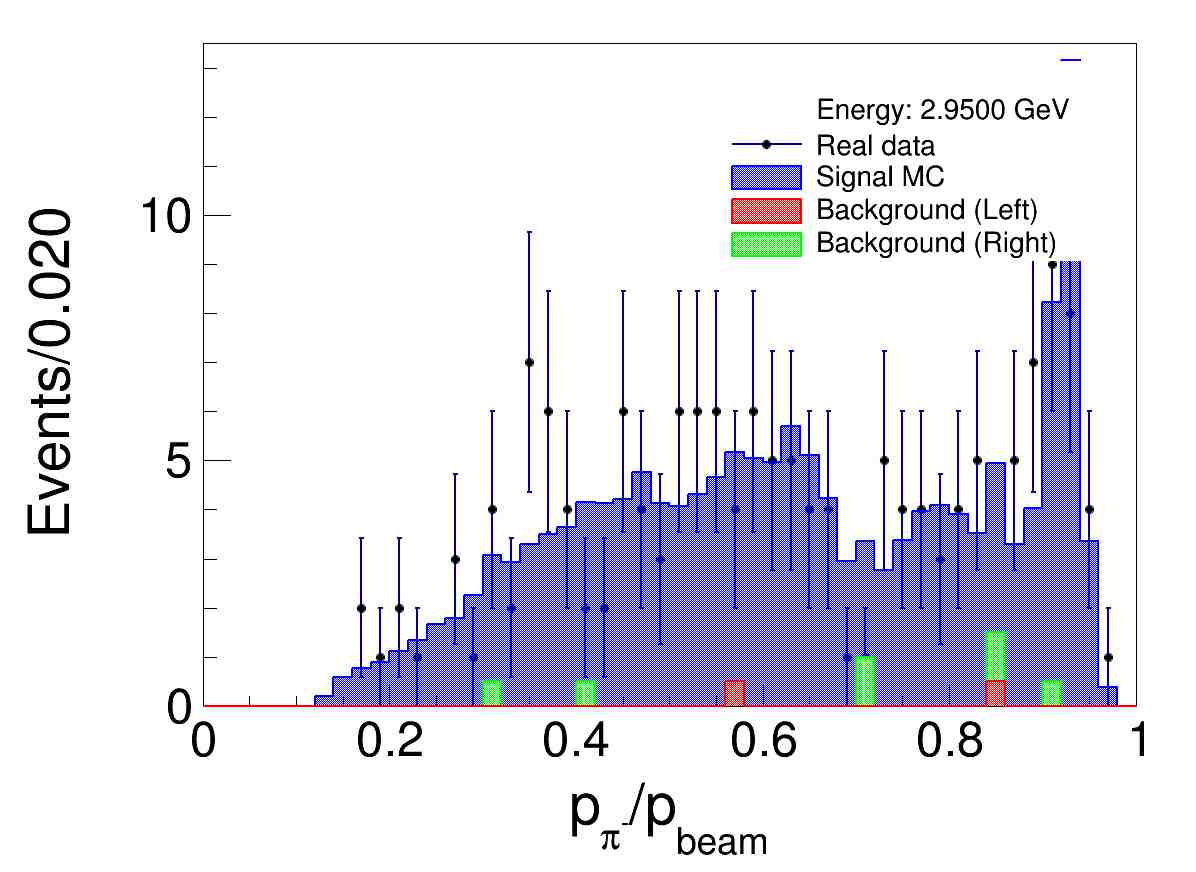 Energy: 2.9500 GeV
Real data
Signal MC
Background (Left)
Background (Right)
Events/0.020
10
5
0
0 0.2 0.4 0.6 0.8 1
pπ-/pbeam